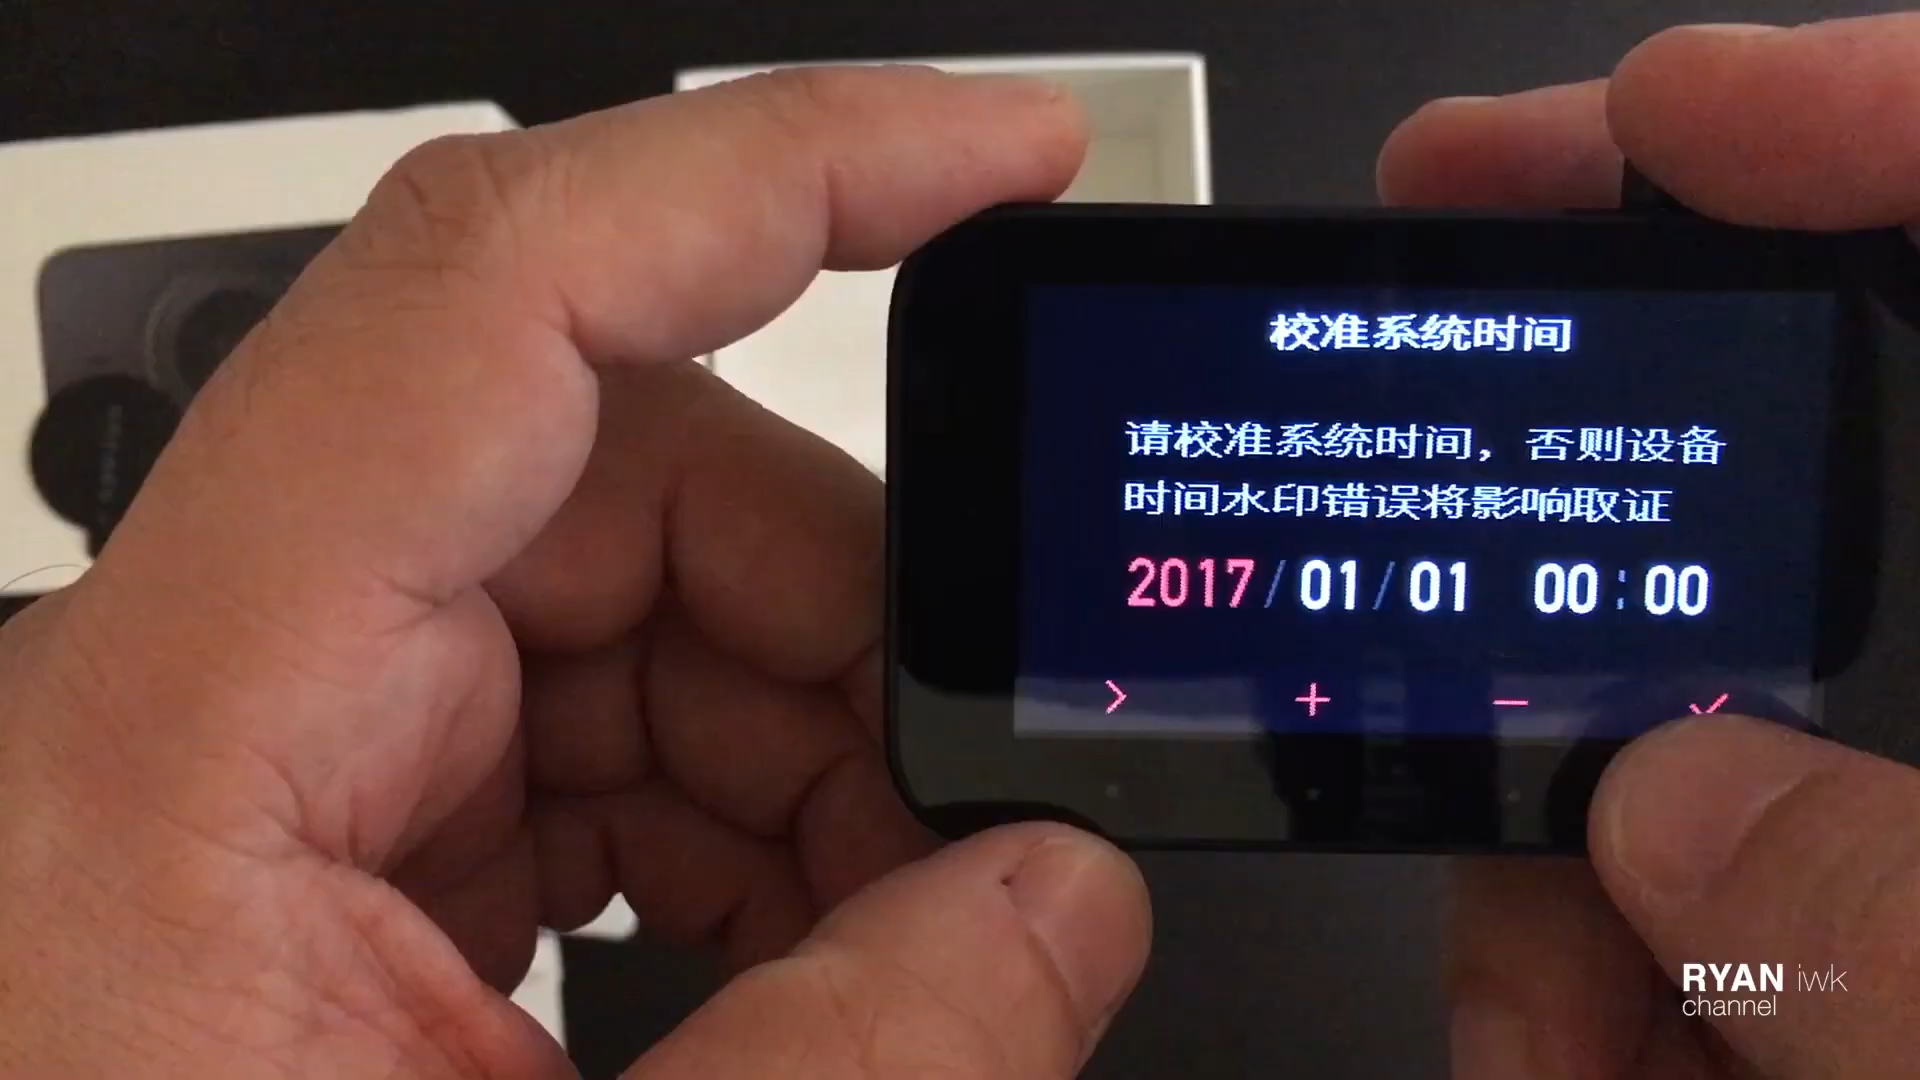 校准系统时间
请校准系统时间，否则设备
时间水印错误将影响取证
2017/01/01 00:00
RYAN iwk
channel